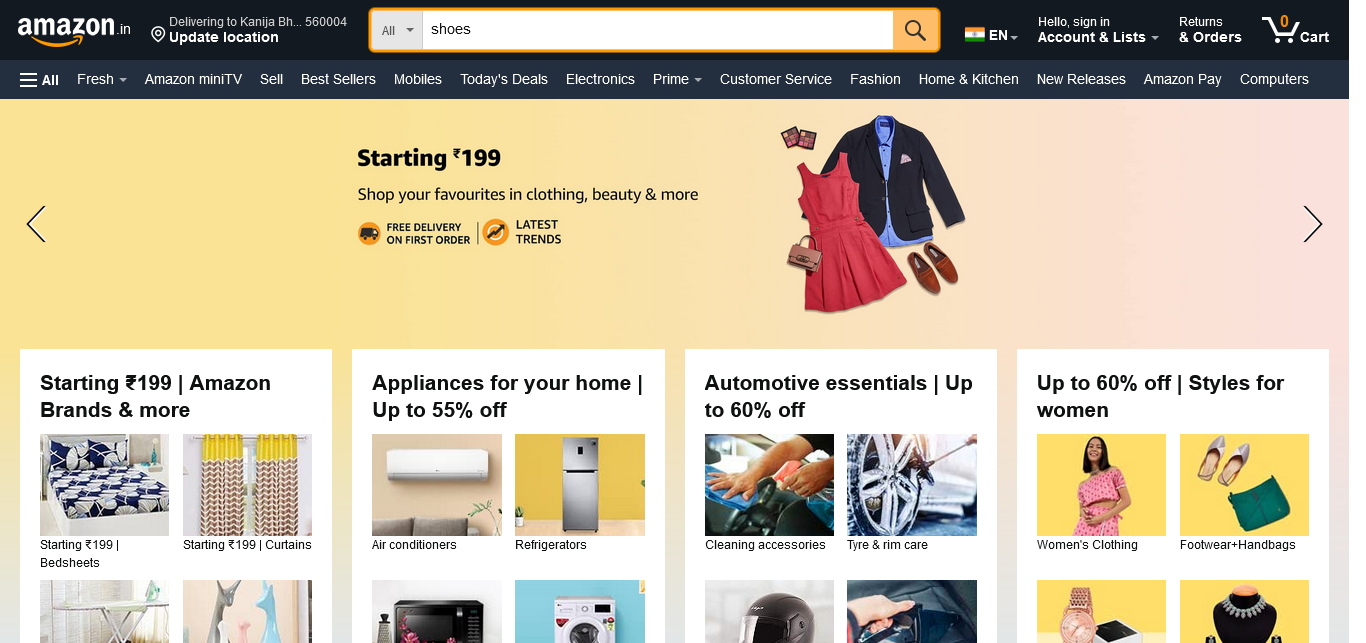 amazon.in
Delivering to Kanija Bh... 560004
Update location
All
shoes
EN
Hello, sign in
Account & Lists
Returns
& Orders
0
Cart
All
Fresh
Amazon miniTV
Sell
Best Sellers
Mobiles
Today's Deals
Electronics
Prime
Customer Service
Fashion
Home & Kitchen
New Releases
Amazon Pay
Computers
Starting ₹199
Shop your favourites in clothing, beauty & more
FREE DELIVERY
ON FIRST ORDER
LATEST
TRENDS
Starting ₹199 | Amazon
Brands & more
Starting ₹199 |
Bedsheets
Starting ₹199 | Curtains
Appliances for your home |
Up to 55% off
Air conditioners
Refrigerators
Automotive essentials | Up
to 60% off
Cleaning accessories
Tyre & rim care
Up to 60% off | Styles for
women
Women's Clothing
Footwear+Handbags